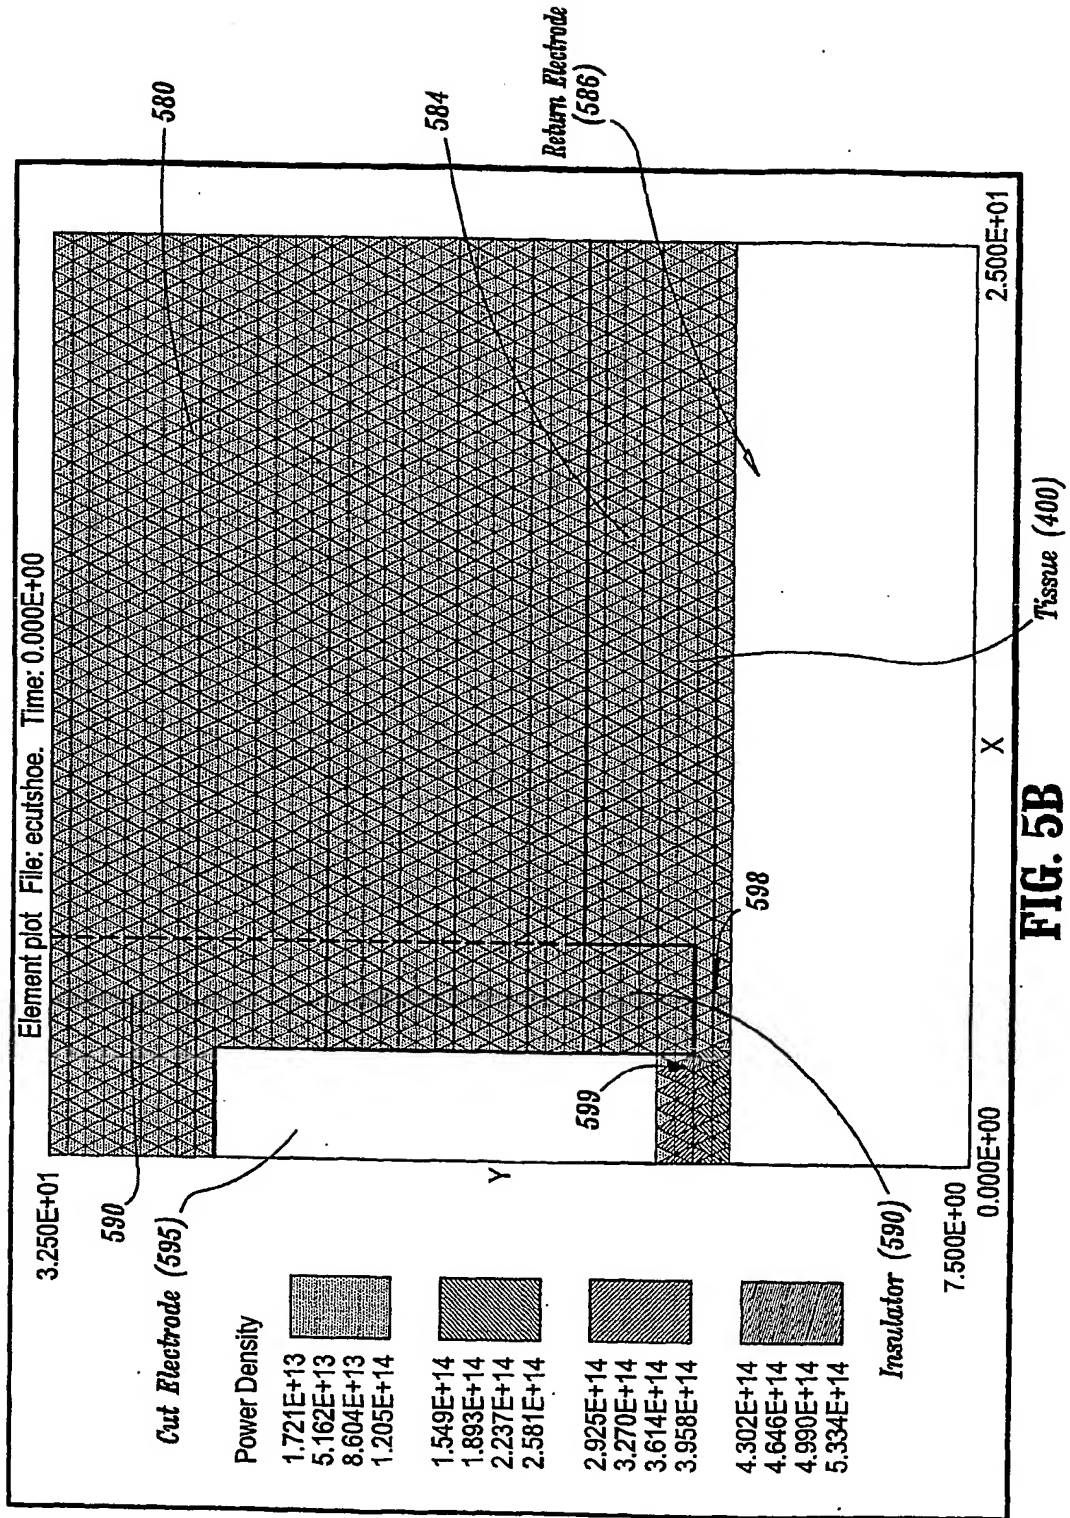 Element plot File: ecutshoe. Time: 0.000E+00
3.250E+01
Y
7.500E+00
0.000E+00
X
2.500E+01
590
Cut Electrode (595)
580
584
Return Electrode
(586)
599
598
Insulator (590)
Tissue (400)
Power Density
1.721E+13
5.162E+13
8.604E+13
1.205E+14
1.549E+14
1.893E+14
2.237E+14
2.581E+14
2.925E+14
3.270E+14
3.614E+14
3.958E+14
4.302E+14
4.646E+14
4.990E+14
5.334E+14
FIG. 5B